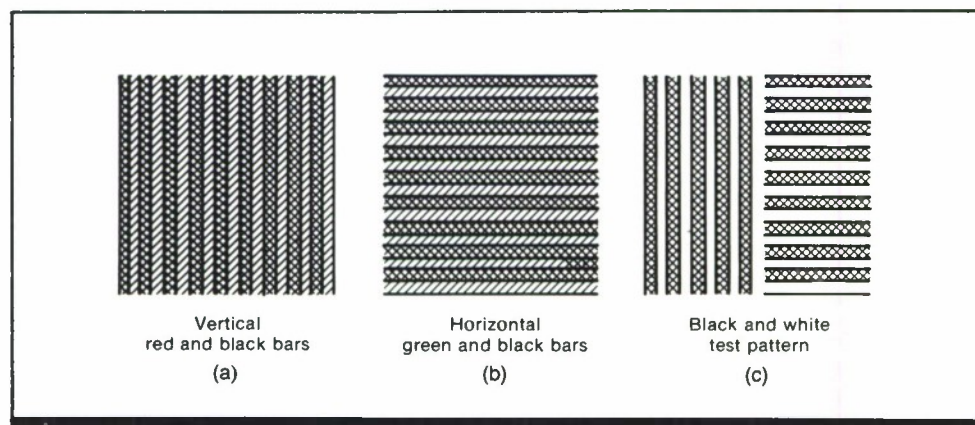 Vertical
red and black bars
(a)
Horizontal
green and black bars
(b)
Black and white
test pattern
(c)